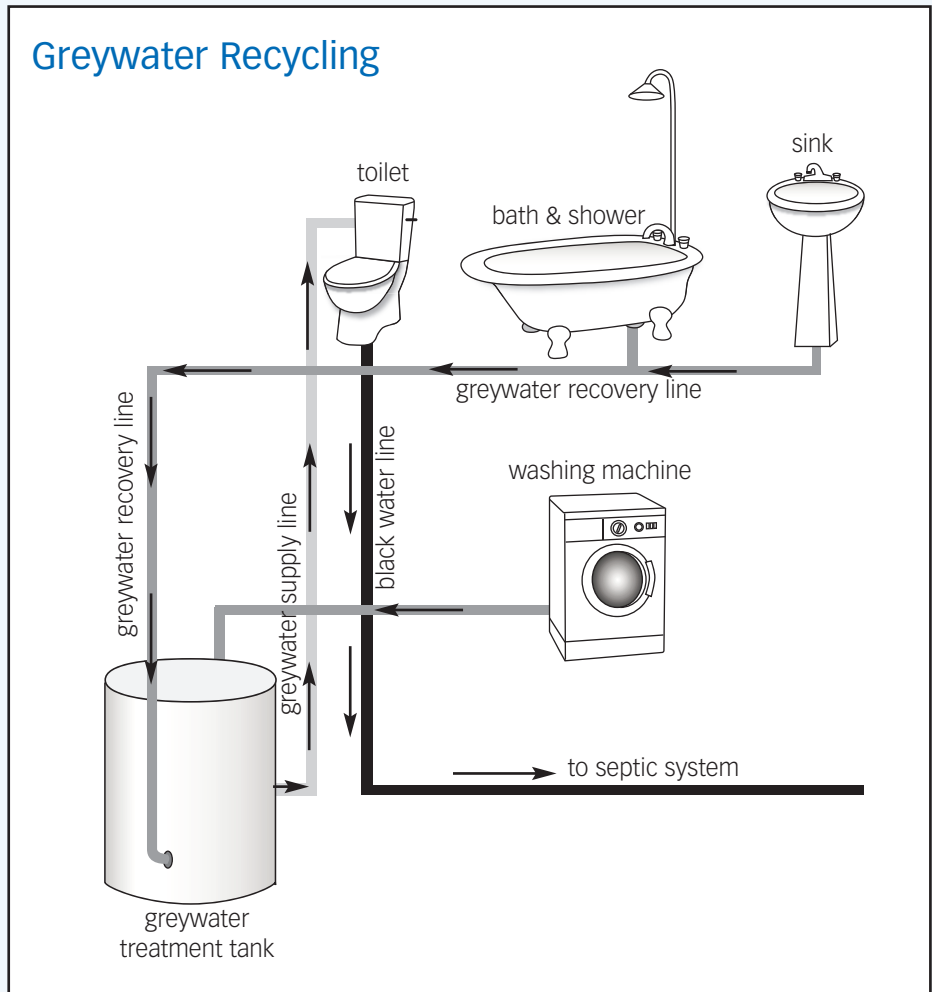 Greywater Recycling
sink
toilet
bath & shower
greywater recovery line
greywater recovery line
washing machine
black water line
greywater supply line
to septic system
greywater
treatment tank